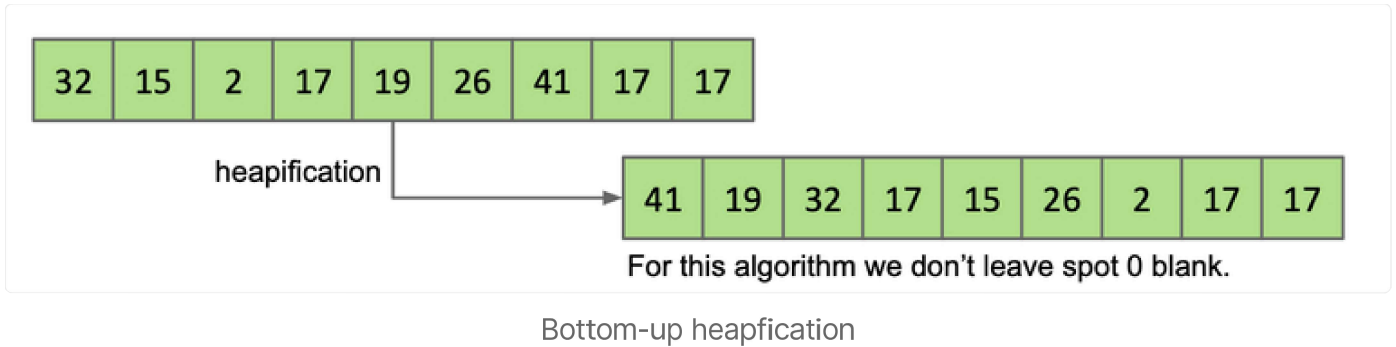 32 15 2 17 19 26 41 17 17
heapification
41 19 32 17 15 26 2 17 17
For this algorithm we don’t leave spot 0 blank.
Bottom-up heapfication